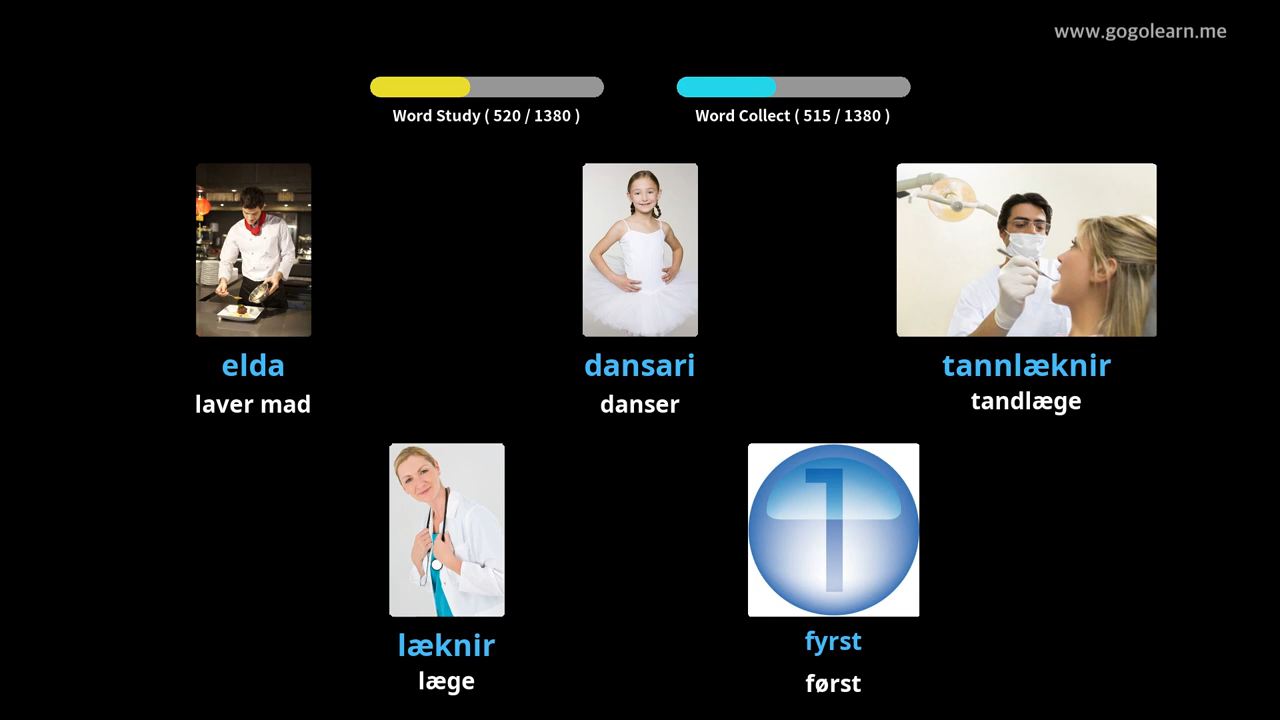 www.gogolearn.me
Word Study ( 520 / 1380 )
Word Collect ( 515 / 1380 )
elda
laver mad
dansari
danser
tannlæknir
tandlæge
læknir
læge
1
fyrst
først